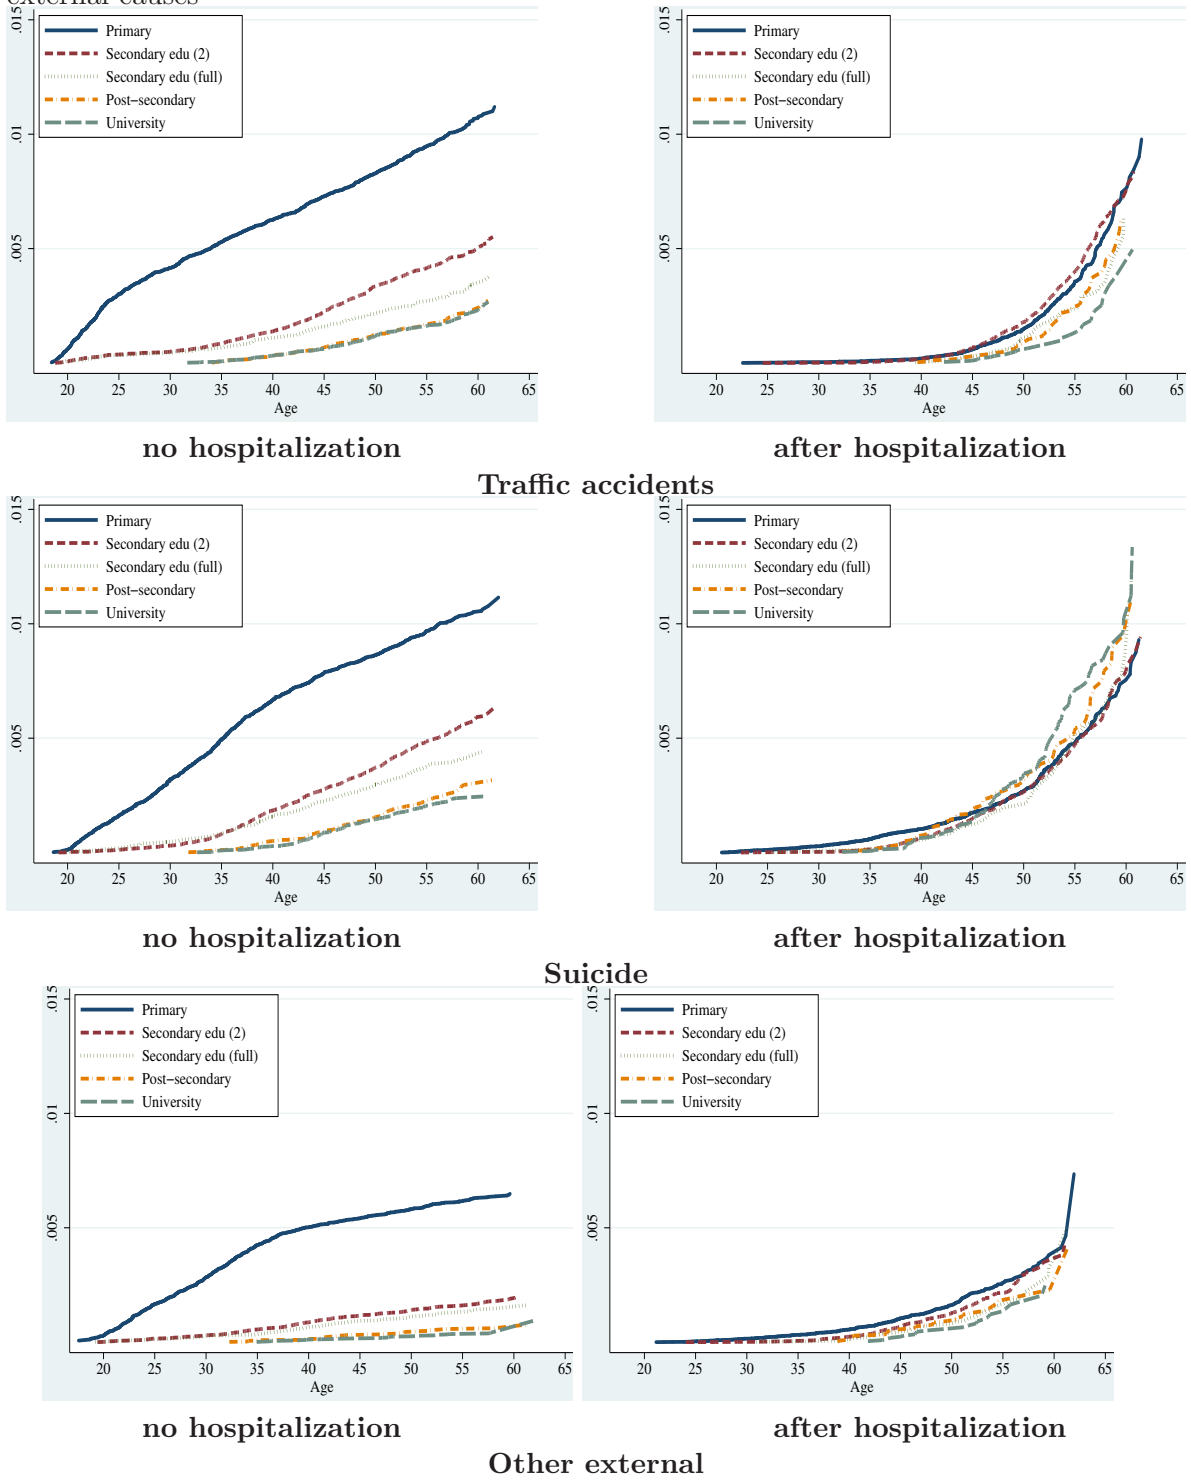 external causes
.015
.01
.005
Primary
Secondary edu (2)
Secondary edu (full)
Post−secondary
University
20 25 30 35 40 45 50 55 60 65
Age
.015
.01
.005
Primary
Secondary edu (2)
Secondary edu (full)
Post−secondary
University
20 25 30 35 40 45 50 55 60 65
Age
no hospitalization after hospitalization
Traffic accidents
.015
.01
.005
Primary
Secondary edu (2)
Secondary edu (full)
Post−secondary
University
20 25 30 35 40 45 50 55 60 65
Age
.015
.01
.005
Primary
Secondary edu (2)
Secondary edu (full)
Post−secondary
University
20 25 30 35 40 45 50 55 60 65
Age
no hospitalization after hospitalization
Suicide
.015
.01
.005
Primary
Secondary edu (2)
Secondary edu (full)
Post−secondary
University
20 25 30 35 40 45 50 55 60 65
Age
.015
.01
.005
Primary
Secondary edu (2)
Secondary edu (full)
Post−secondary
University
20 25 30 35 40 45 50 55 60 65
Age
no hospitalization after hospitalization
Other external